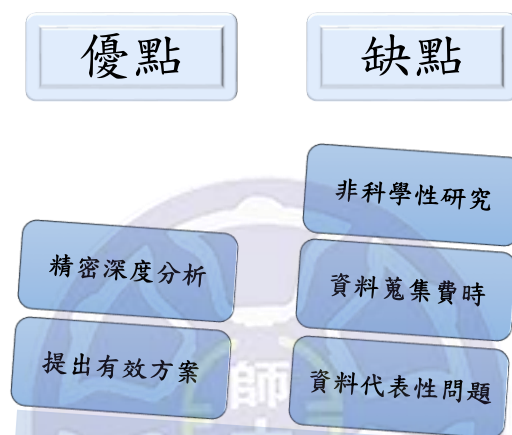 優點
缺點
非科學性研究
精密深度分析
資料蒐集費時
提出有效方案
資料代表性問題
師